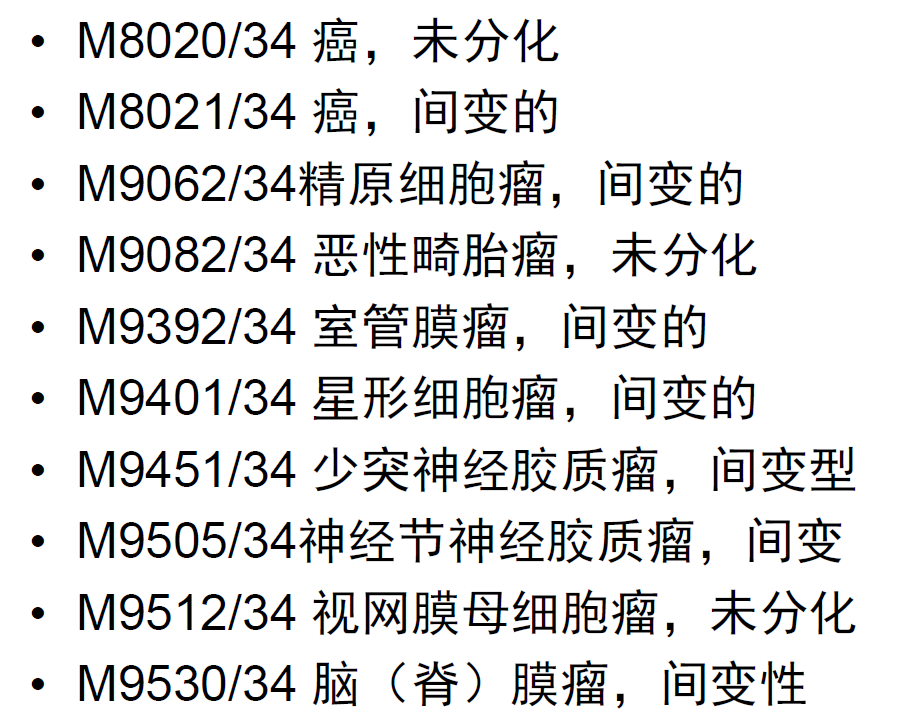 • M8020/34 癌，未分化
• M8021/34 癌，间变的
• M9062/34精原细胞瘤，间变的
• M9082/34 恶性畸胎瘤，未分化
• M9392/34 室管膜瘤，间变的
• M9401/34 星形细胞瘤，间变的
• M9451/34 少突神经胶质瘤，间变型
• M9505/34神经节神经胶质瘤，间变
• M9512/34 视网膜母细胞瘤，未分化
• M9530/34 脑（脊）膜瘤，间变性